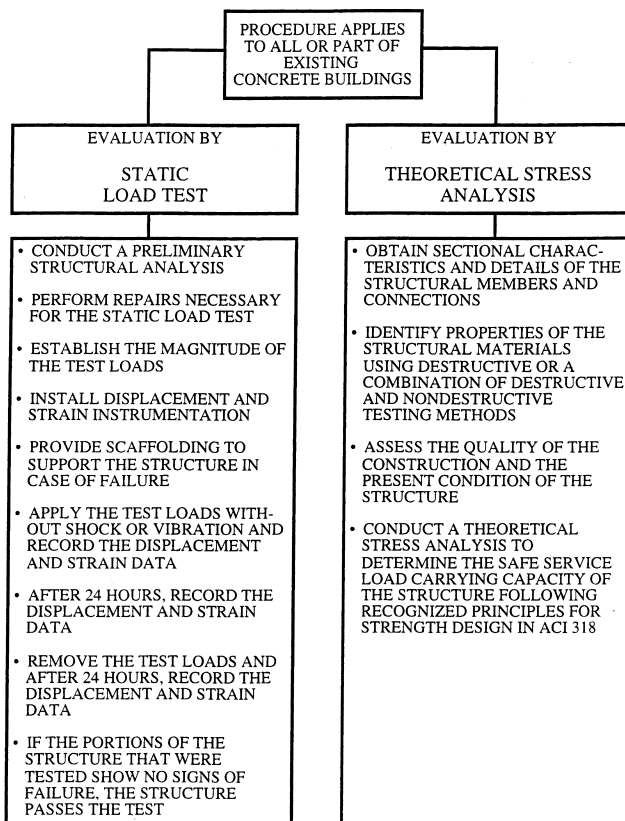 PROCEDURE APPLIES
TO ALL OR PART OF
EXISTING
CONCRETE BUILDINGS
EVALUATION BY
STATIC
LOAD TEST
• CONDUCT A PRELIMINARY
STRUCTURAL ANALYSIS
• PERFORM REPAIRS NECESSARY
FOR THE STATIC LOAD TEST
• ESTABLISH THE MAGNITUDE OF
THE TEST LOADS
• INSTALL DISPLACEMENT AND
STRAIN INSTRUMENTATION
• PROVIDE SCAFFOLDING TO
SUPPORT THE STRUCTURE IN
CASE OF FAILURE
• APPLY THE TEST LOADS WITH-
OUT SHOCK OR VIBRATION AND
RECORD THE DISPLACEMENT
AND STRAIN DATA
• AFTER 24 HOURS, RECORD THE
DISPLACEMENT AND STRAIN
DATA
• REMOVE THE TEST LOADS AND
AFTER 24 HOURS, RECORD THE
DISPLACEMENT AND STRAIN
DATA
• IF THE PORTIONS OF THE
STRUCTURE THAT WERE
TESTED SHOW NO SIGNS OF
FAILURE, THE STRUCTURE
PASSES THE TEST
EVALUATION BY
THEORETICAL STRESS
ANALYSIS
• OBTAIN SECTIONAL CHARAC-
TERISTICS AND DETAILS OF THE
STRUCTURAL MEMBERS AND
CONNECTIONS
• IDENTIFY PROPERTIES OF THE
STRUCTURAL MATERIALS
USING DESTRUCTIVE OR A
COMBINATION OF DESTRUCTIVE
AND NONDESTRUCTIVE
TESTING METHODS
• ASSESS THE QUALITY OF THE
CONSTRUCTION AND THE
PRESENT CONDITION OF THE
STRUCTURE
• CONDUCT A THEORETICAL
STRESS ANALYSIS TO
DETERMINE THE SAFE SERVICE
LOAD CARRYING CAPACITY OF
THE STRUCTURE FOLLOWING
RECOGNIZED PRINCIPLES FOR
STRENGTH DESIGN IN ACI 318